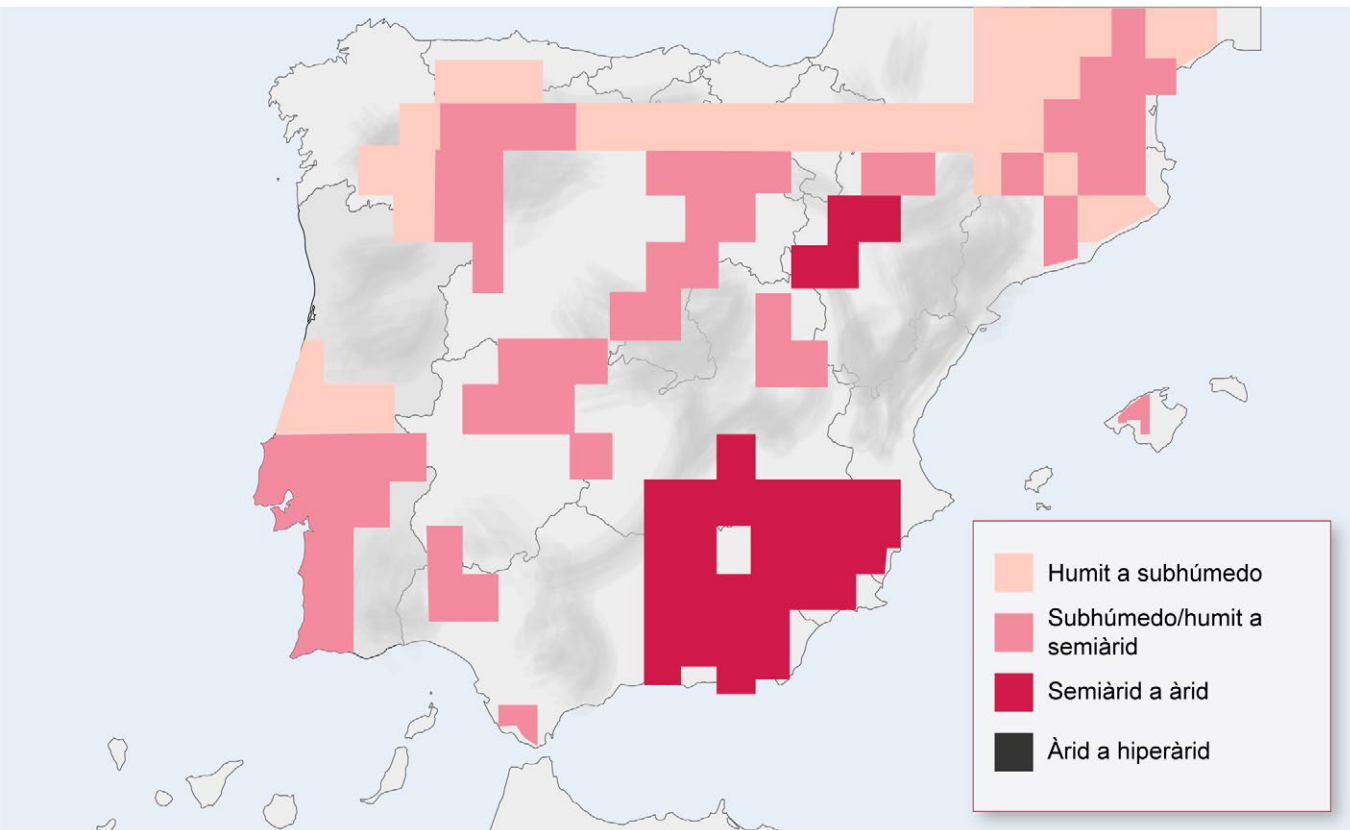 Humit a subhúmedo
Subhúmedo/humit a
semiàrid
Semiàrid a àrid
Àrid a hiperàrid